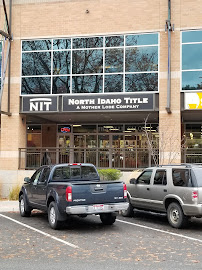 NIT
North Idaho Title
A Mother Lode Company